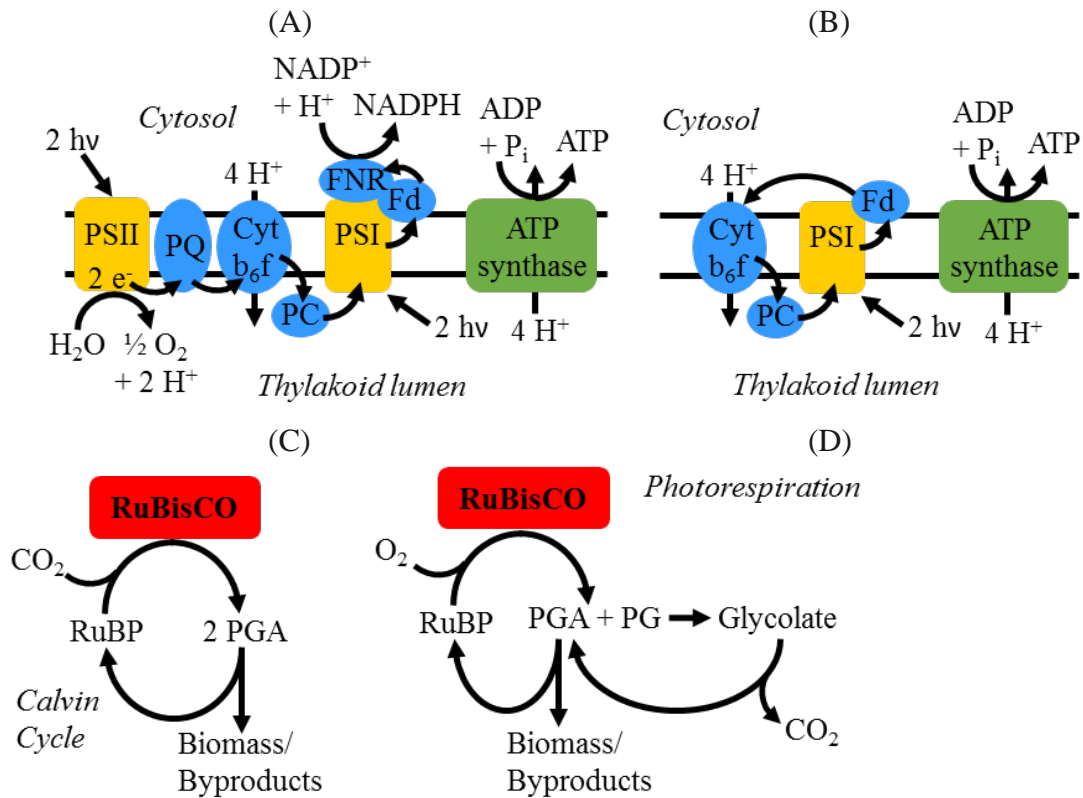 (A)
NADP⁺
+ H⁺
NADPH
Cytosol
ADP
+ Pᵢ
ATP
2 hν
4 H⁺
FNR
Fd
PSII
PQ
Cyt
b₆f
PSI
ATP
synthase
2 e⁻
PC
H₂O
½ O₂
+ 2 H⁺
2 hν
4 H⁺
Thylakoid lumen
(B)
Cytosol
ADP
+ Pᵢ
ATP
4 H⁺
Fd
Cyt
b₆f
PSI
ATP
synthase
PC
2 hν
4 H⁺
Thylakoid lumen
(C)
RuBisCO
CO₂
RuBP
2 PGA
Calvin
Cycle
Biomass/
Byproducts
(D)
RuBisCO
Photorespiration
O₂
RuBP
PGA + PG
Glycolate
CO₂
Biomass/
Byproducts